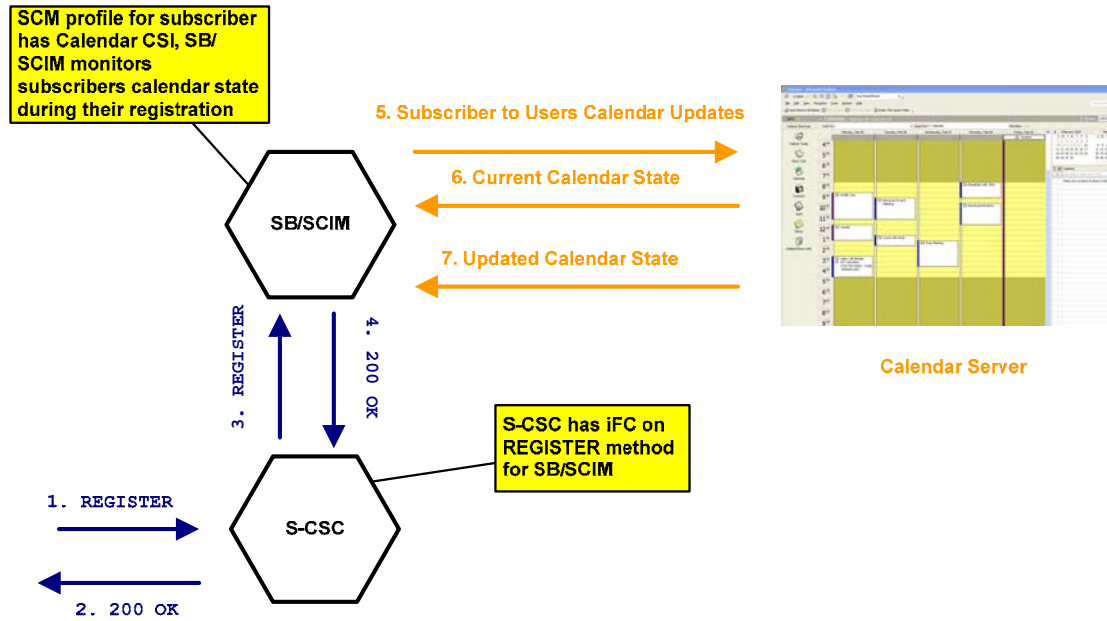 SCM profile for subscriber
has Calendar CSI, SB/
SCIM monitors
subscribers calendar state
during their registration
5. Subscriber to Users Calendar Updates
6. Current Calendar State
SB/SCIM
7. Updated Calendar State
3. REGISTER
4. 200 OK
Calendar Server
S-CSC has iFC on
REGISTER method
for SB/SCIM
1. REGISTER
S-CSC
2. 200 OK